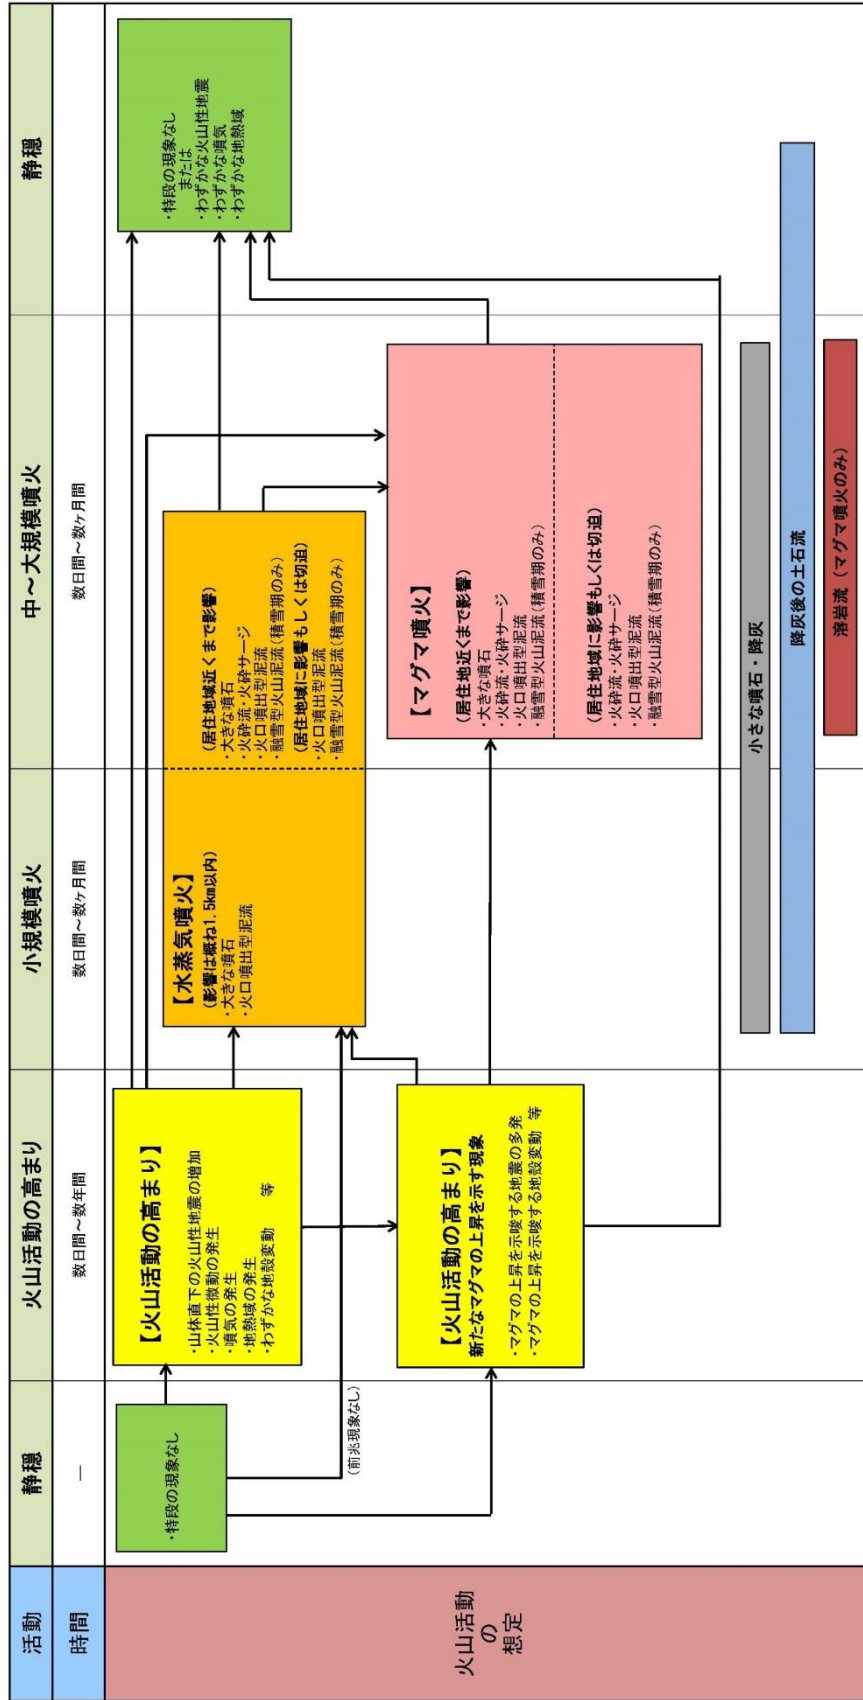 活動
静穏
火山活動の高まり
小規模噴火
中～大規模噴火
静穏
時間
―
数日間～数年間
数日間～数ヶ月間
数日間～数ヶ月間
火山活動
の
想定
・特段の現象なし
(前兆現象なし)
【火山活動の高まり】
・山体直下の火山性地震の増加
・火山性微動の発生
・噴気の発生
・地熱域の発生
・わずかな地殻変動 等
【火山活動の高まり】
新たなマグマの上昇を示す現象
・マグマの上昇を示唆する地震の多発
・マグマの上昇を示唆する地殻変動 等
【水蒸気噴火】
(影響は概ね1.5km以内)
・大きな噴石
・火口噴出型泥流
(居住地域近くまで影響)
・大きな噴石
・火砕流・火砕サージ
・火口噴出型泥流
・融雪型火山泥流(積雪期のみ)
(居住地域に影響もしくは切迫)
・火口噴出型泥流
・融雪型火山泥流(積雪期のみ)
【マグマ噴火】
(居住地近くまで影響)
・大きな噴石
・火砕流・火砕サージ
・火口噴出型泥流
・融雪型火山泥流(積雪期のみ)
(居住地域に影響もしくは切迫)
・火砕流・火砕サージ
・火口噴出型泥流
・融雪型火山泥流(積雪期のみ)
・特段の現象なし
または
・わずかな火山性地震
・わずかな噴気
・わずかな地熱域
小さな噴石・降灰
降灰後の土石流
溶岩流(マグマ噴火のみ)